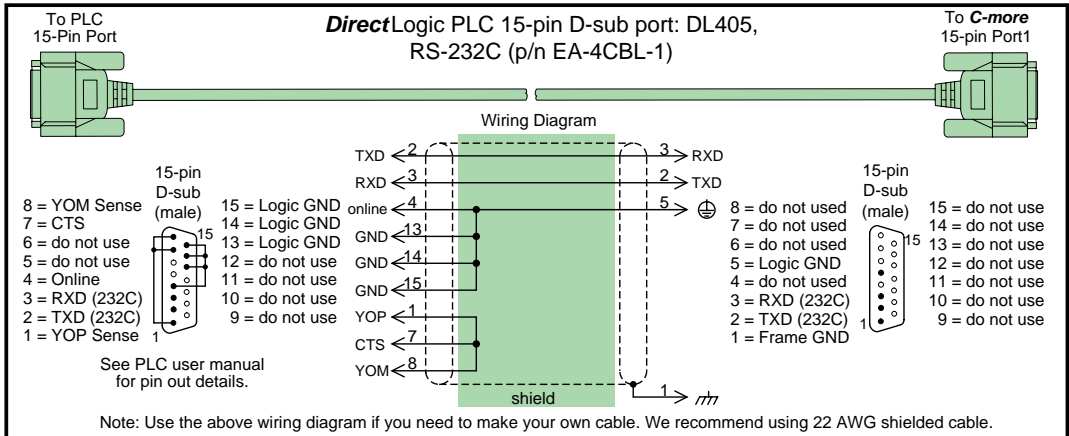 To PLC
15-Pin Port
DirectLogic PLC 15-pin D-sub port: DL405,
RS-232C (p/n EA-4CBL-1)
To C-more
15-pin Port1
Wiring Diagram
TXD 2 3 RXD
RXD 3 2 TXD
online 4 5
GND 13
GND 14
GND 15
YOP 1
CTS 7
YOM 8
shield
1
15-pin
D-sub
(male)
15
1
8 = YOM Sense
7 = CTS
6 = do not use
5 = do not use
4 = Online
3 = RXD (232C)
2 = TXD (232C)
1 = YOP Sense
15 = Logic GND
14 = Logic GND
13 = Logic GND
12 = do not use
11 = do not use
10 = do not use
9 = do not use
See PLC user manual
for pin out details.
15-pin
D-sub
(male)
15
1
8 = do not used
7 = do not used
6 = do not used
5 = Logic GND
4 = do not used
3 = RXD (232C)
2 = TXD (232C)
1 = Frame GND
15 = do not use
14 = do not use
13 = do not use
12 = do not use
11 = do not use
10 = do not use
9 = do not use
Note: Use the above wiring diagram if you need to make your own cable. We recommend using 22 AWG shielded cable.